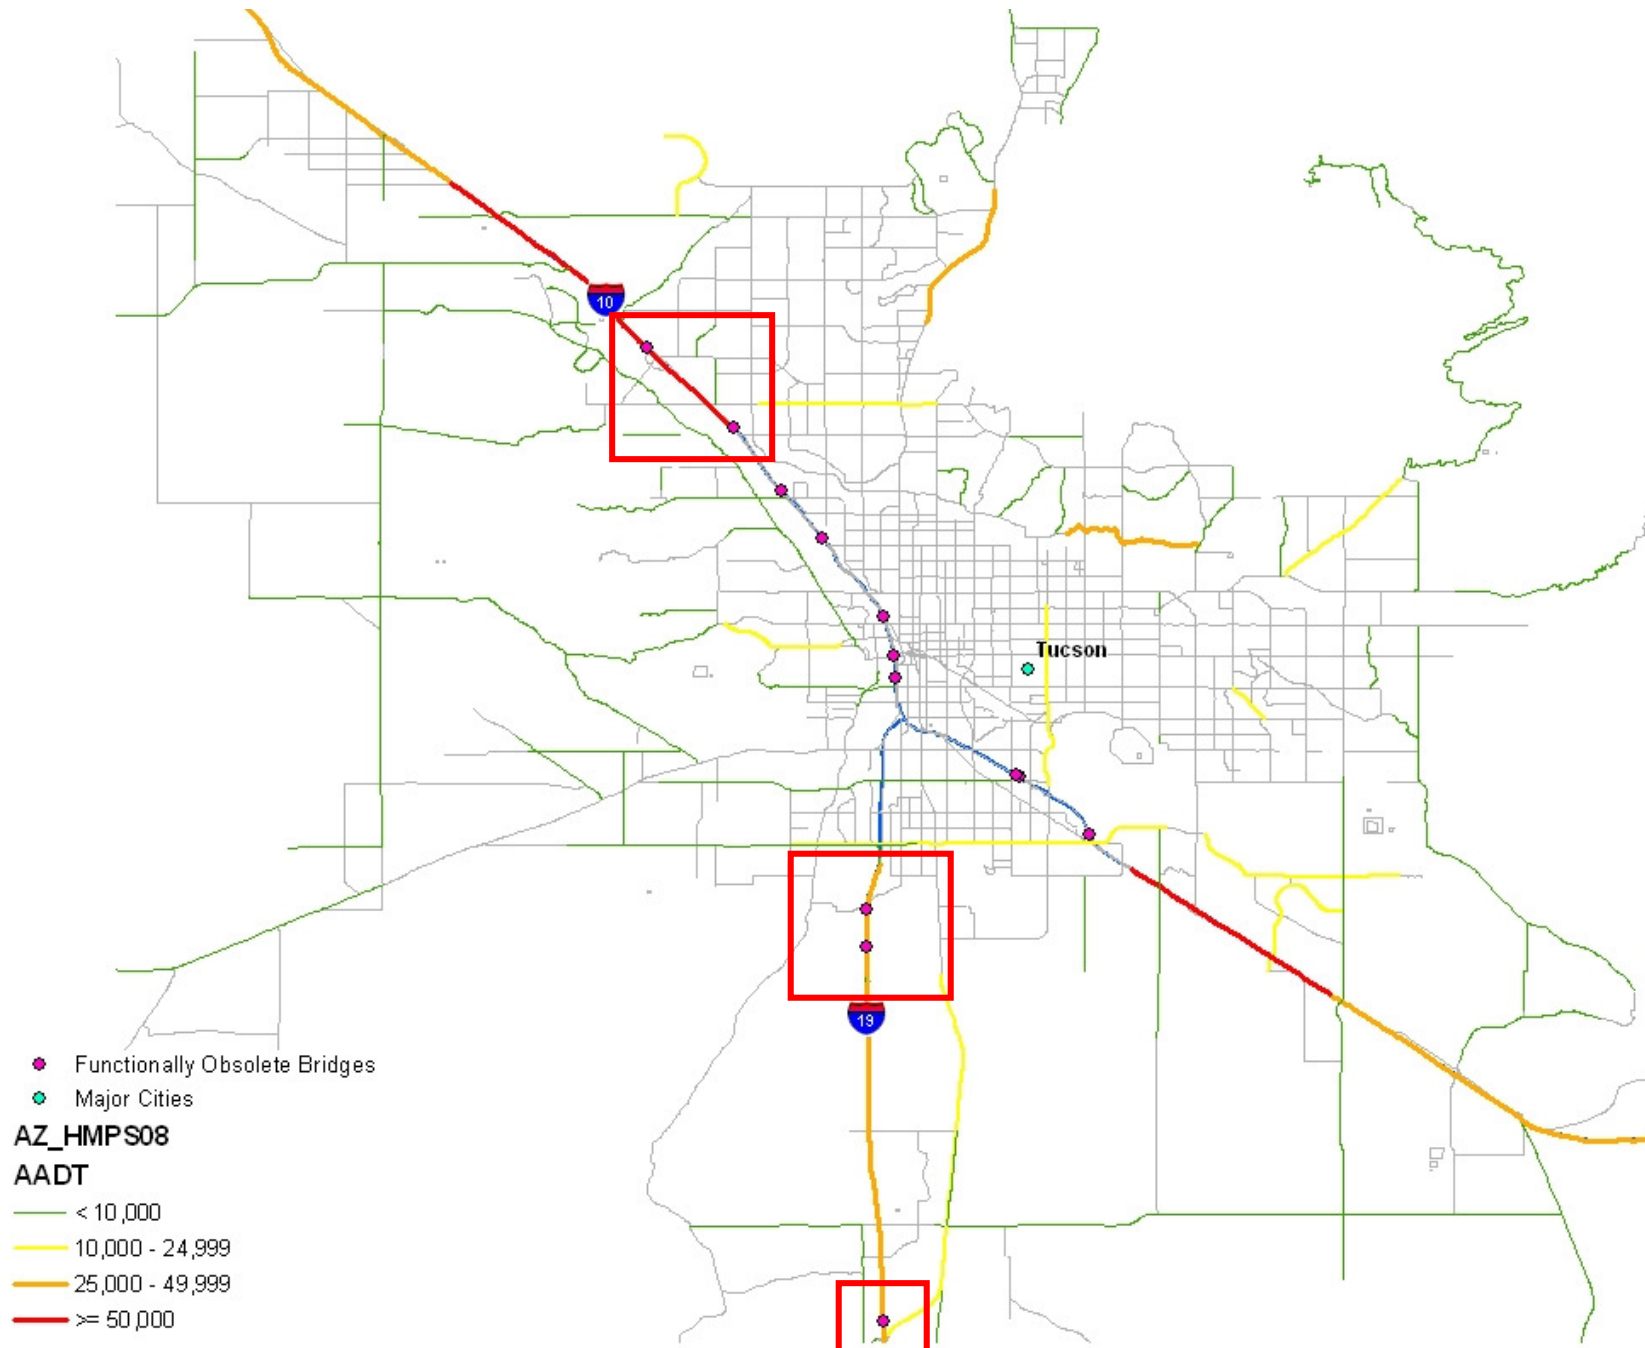 10
Tucson
19
Functionally Obsolete Bridges
Major Cities
AZ_HMPS08
AADT
< 10,000
10,000 - 24,999
25,000 - 49,999
>= 50,000